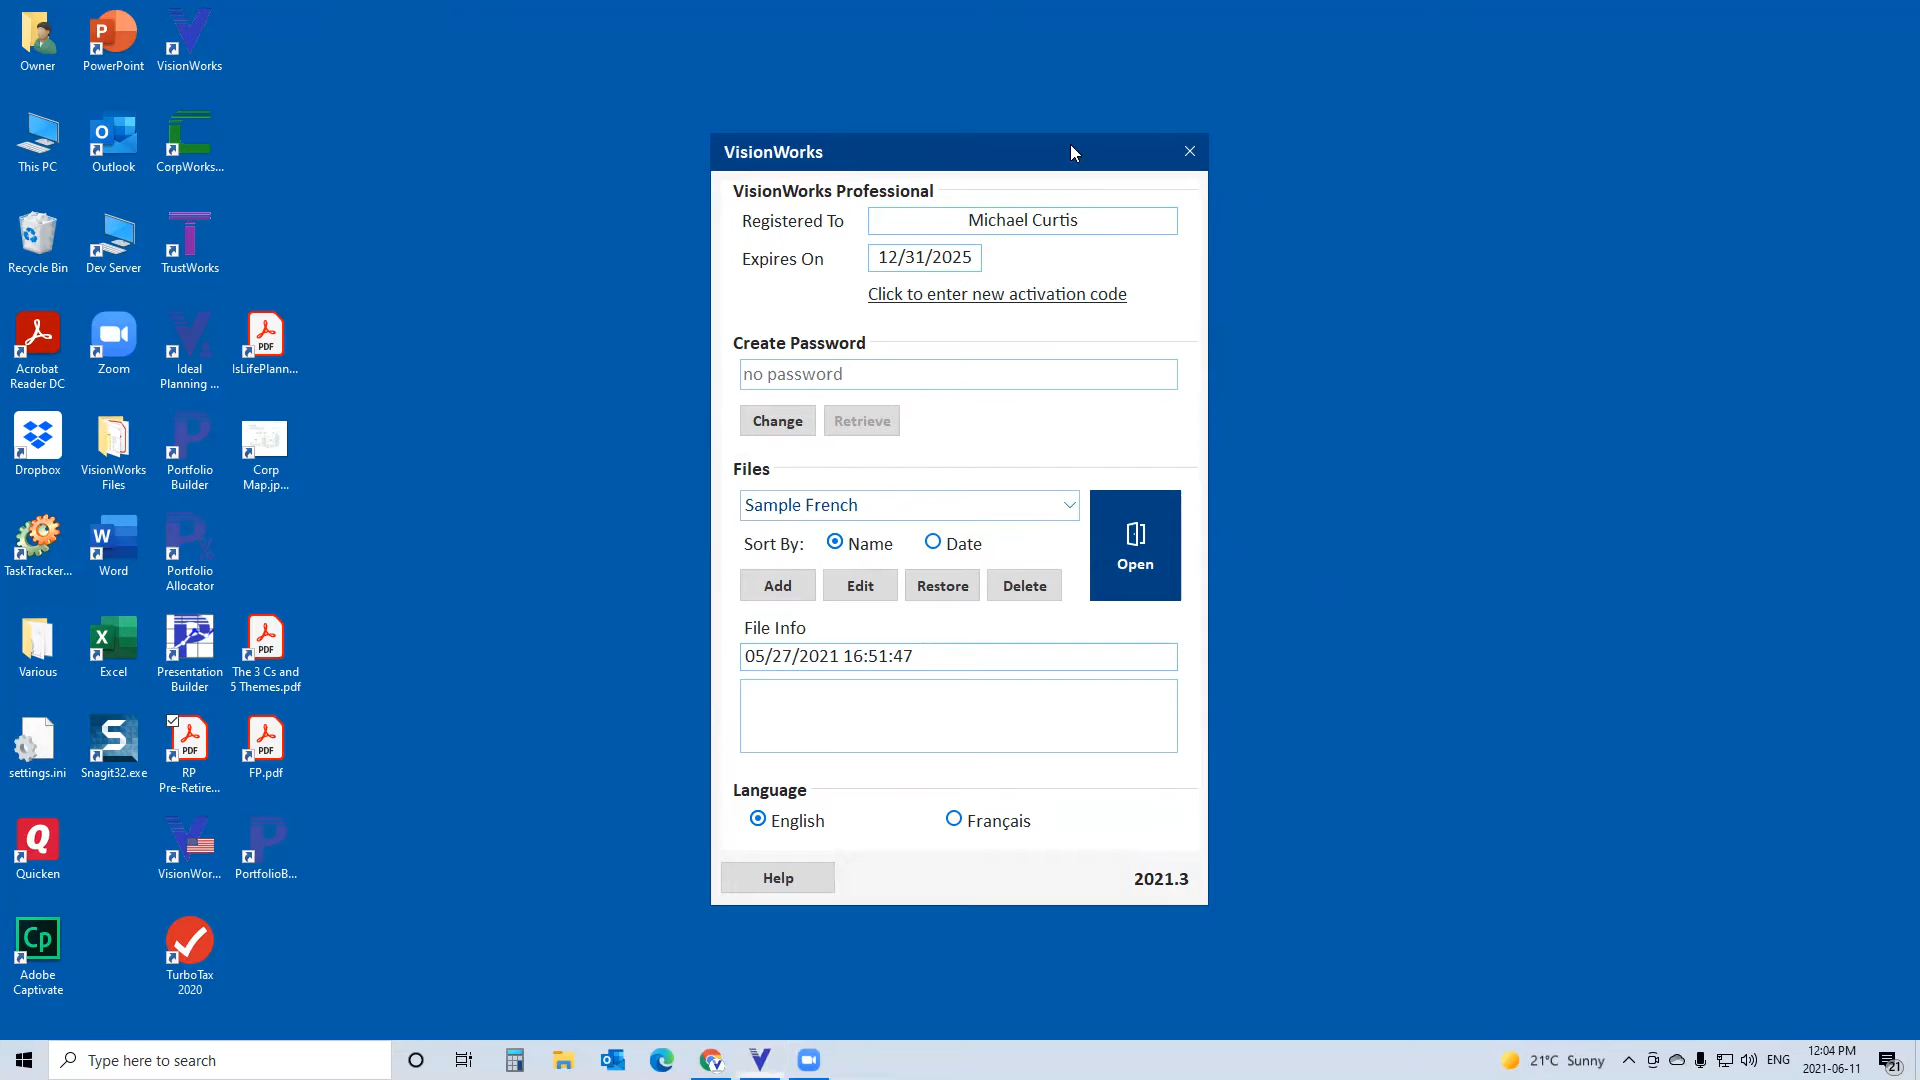 Owner
PowerPoint
VisionWorks
This PC
Outlook
CorpWorks...
Recycle Bin
Dev Server
TrustWorks
Acrobat
Reader DC
Zoom
Ideal
Planning ...
PDF
IsLifePlann...
Dropbox
VisionWorks
Files
Portfolio
Builder
Corp
Map.jp...
TaskTracker...
Word
Portfolio
Allocator
Various
Excel
Presentation
Builder
PDF
The 3 Cs and
5 Themes.pdf
settings.ini
Snagit32.exe
PDF
RP
Pre-Retire...
PDF
FP.pdf
Quicken
VisionWor...
PortfolioB...
Cp
Adobe
Captivate
TurboTax
2020
VisionWorks
VisionWorks Professional
Registered To
Michael Curtis
Expires On
12/31/2025
Click to enter new activation code
Create Password
no password
Change
Retrieve
Files
Sample French
Sort By:
Name
Date
Open
Add
Edit
Restore
Delete
File Info
05/27/2021 16:51:47
Language
English
Français
Help
2021.3
Type here to search
21°C Sunny
ENG
12:04 PM
2021-06-11
21